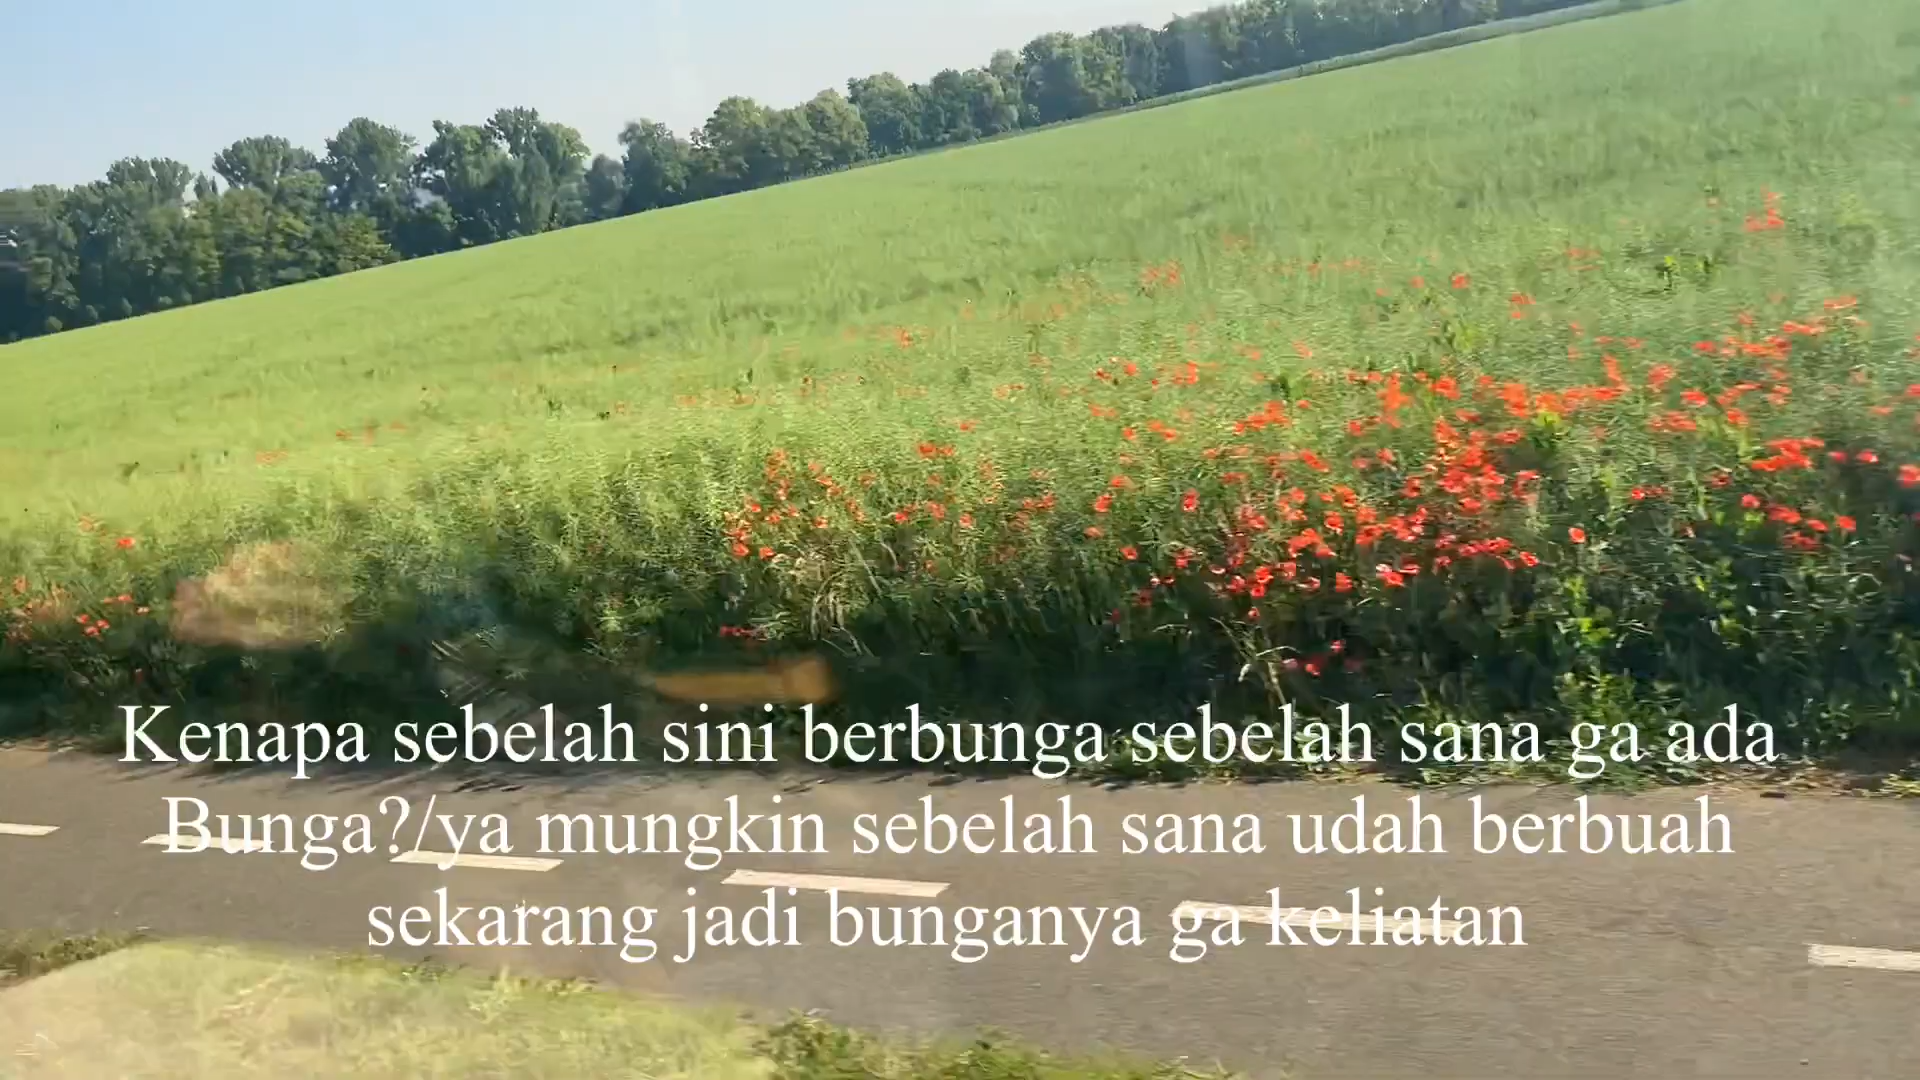 Kenapa sebelah sini berbunga sebelah sana ga ada
Bunga?/ya mungkin sebelah sana udah berbuah
sekarang jadi bunganya ga keliatan